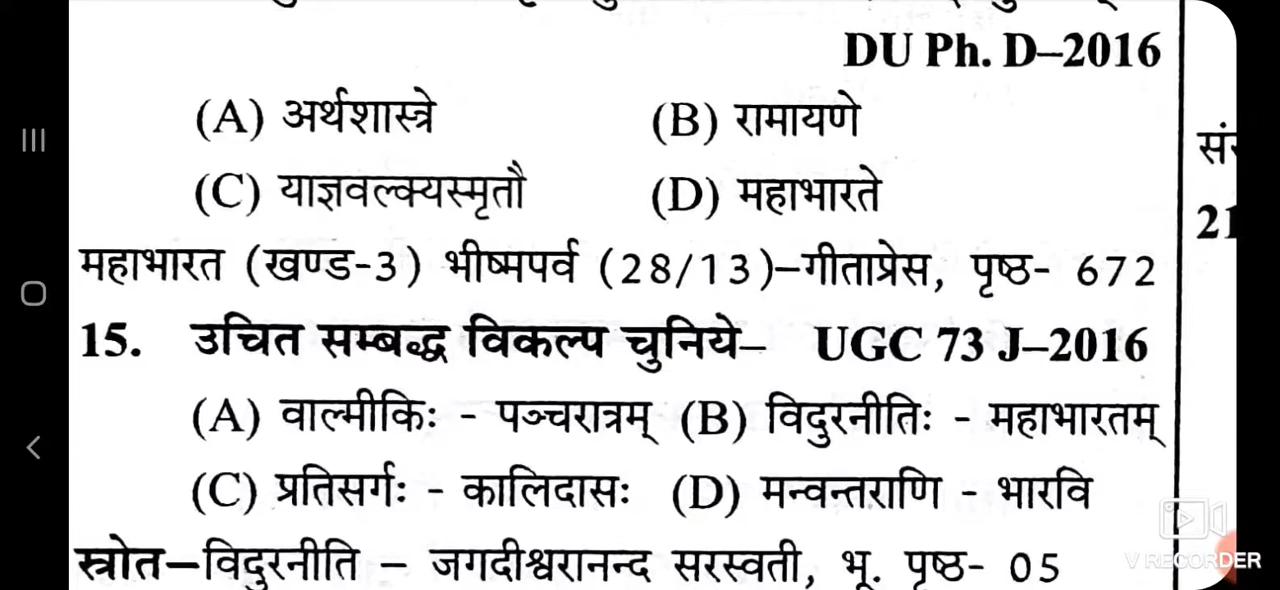 DU Ph. D–2016
(A) अर्थशास्त्रे (B) रामायणे
(C) याज्ञवल्क्यस्मृतौ (D) महाभारते
महाभारत (खण्ड-3) भीष्मपर्व (28/13)–गीताप्रेस, पृष्ठ- 672
15. उचित सम्बद्ध विकल्प चुनिये– UGC 73 J–2016
(A) वाल्मीकिः - पञ्चरात्रम् (B) विदुरनीतिः - महाभारतम्
(C) प्रतिसर्गः - कालिदासः (D) मन्वन्तराणि - भारवि
स्त्रोत–विदुरनीति – जगदीश्वरानन्द सरस्वती, भू. पृष्ठ- 05
21
V RECORDER